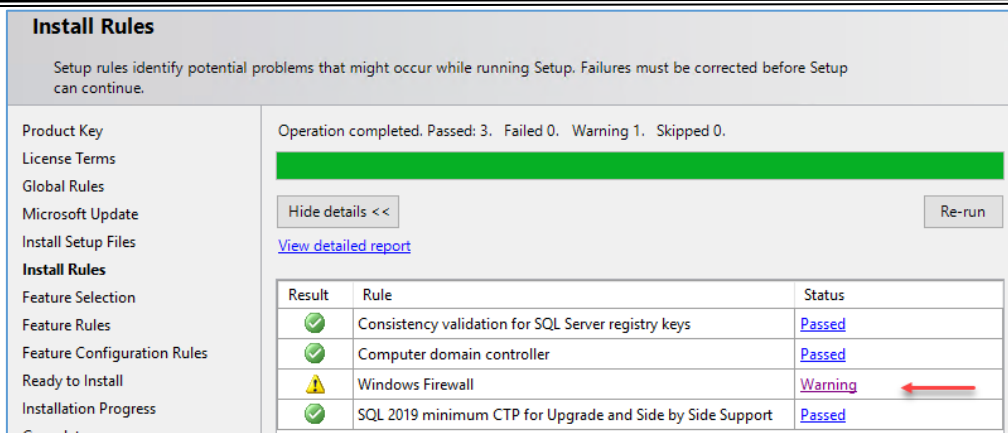 Install Rules
Setup rules identify potential problems that might occur while running Setup. Failures must be corrected before Setup
can continue.
Product Key
License Terms
Global Rules
Microsoft Update
Install Setup Files
Install Rules
Feature Selection
Feature Rules
Feature Configuration Rules
Ready to Install
Installation Progress
Operation completed. Passed: 3. Failed 0. Warning 1. Skipped 0.
Hide details <<
Re-run
View detailed report
Result Rule Status
Consistency validation for SQL Server registry keys Passed
Computer domain controller Passed
Windows Firewall Warning
SQL 2019 minimum CTP for Upgrade and Side by Side Support Passed